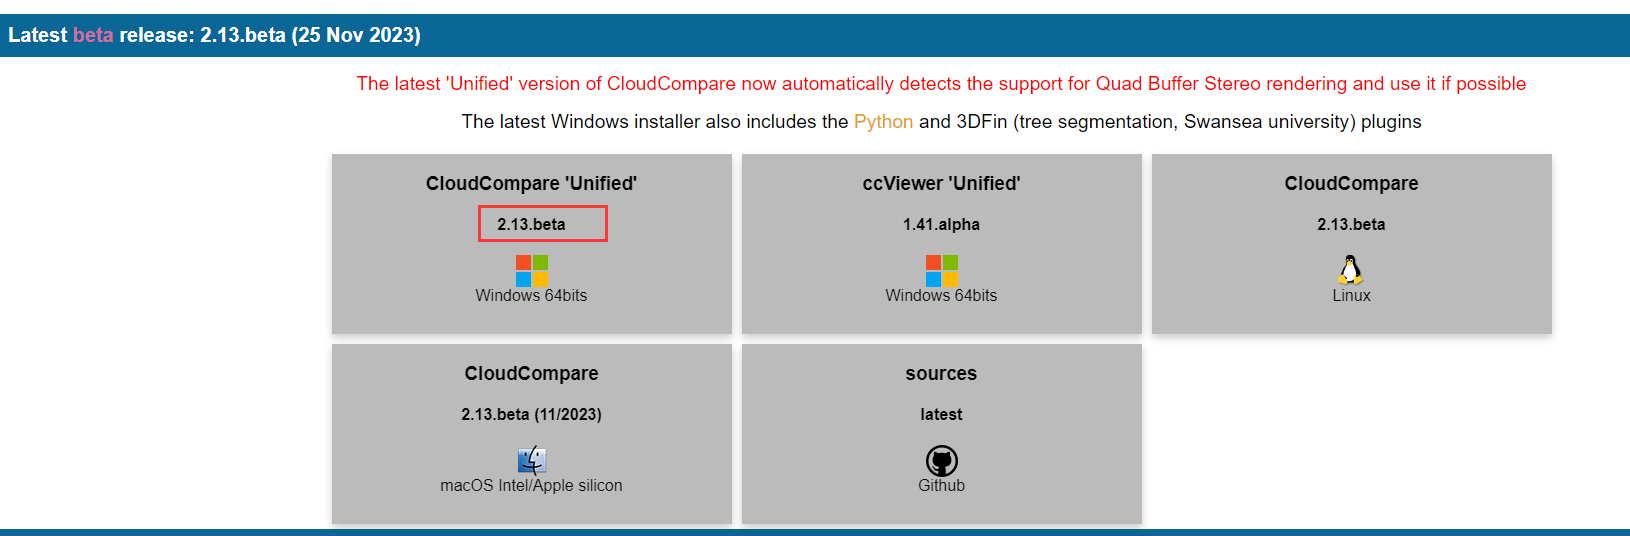 Latest beta release: 2.13.beta (25 Nov 2023)
The latest 'Unified' version of CloudCompare now automatically detects the support for Quad Buffer Stereo rendering and use it if possible
The latest Windows installer also includes the Python and 3DFin (tree segmentation, Swansea university) plugins
CloudCompare 'Unified'
2.13.beta
Windows 64bits
ccViewer 'Unified'
1.41.alpha
Windows 64bits
CloudCompare
2.13.beta
Linux
CloudCompare
2.13.beta (11/2023)
macOS Intel/Apple silicon
sources
latest
Github